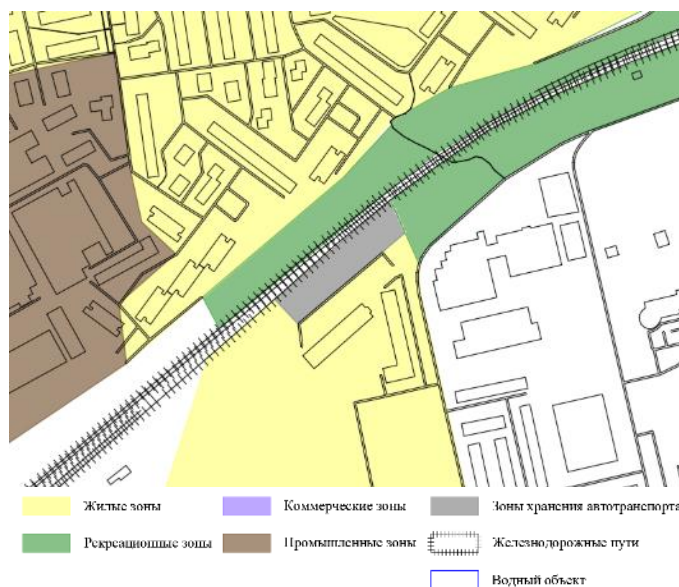 Жилые зоны Коммерческие зоны Зоны хранения автотранспорта
Рекреационные зоны Промышленные зоны Железнодорожные пути
Водный объект